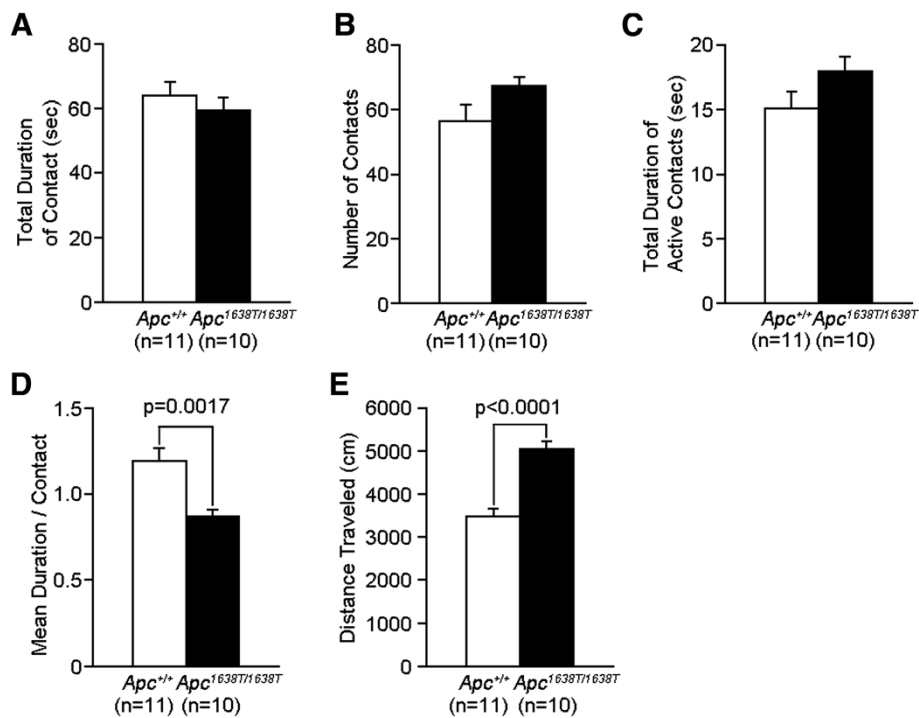 A
Total Duration
of Contact (sec)
80
60
40
20
0
Apc+/+ Apc1638T/1638T
(n=11) (n=10)
B
Number of Contacts
80
60
40
20
0
Apc+/+ Apc1638T/1638T
(n=11) (n=10)
C
Total Duration of
Active Contacts (sec)
20
15
10
5
0
Apc+/+ Apc1638T/1638T
(n=11) (n=10)
D
Mean Duration / Contact
1.5
1.0
0.5
0
p=0.0017
Apc+/+ Apc1638T/1638T
(n=11) (n=10)
E
Distance Traveled (cm)
6000
5000
4000
3000
2000
1000
0
p<0.0001
Apc+/+ Apc1638T/1638T
(n=11) (n=10)